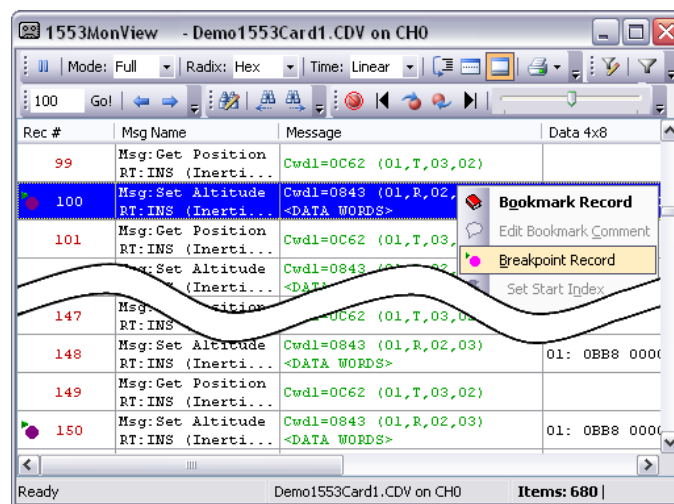 1553MonView - Demo1553Card1.CDV on CH0
Mode: Full Radix: Hex Time: Linear
100 Go!
Rec # Msg Name Message Data 4x8
99 Msg:Get Position Cwd1=0C62 (01,T,03,02)
RT:INS (Inerti...
100 Msg:Set Altitude Cwd1=0843 (01,R,02,
RT:INS (Inerti... <DATA WORDS>
Bookmark Record
Edit Bookmark Comment
Breakpoint Record
Set Start Index
101 Msg:Get Position Cwd1=0C62 (01,T,03,
RT:INS (Inerti...
Msg:Set Altitude Cwd1=0843
<DATA
147 Msg: Position Cwd1=0C62 (01,T,03,02)
RT:INS
148 Msg:Set Altitude Cwd1=0843 (01,R,02,03) 01: 0BB8 000
RT:INS (Inerti... <DATA WORDS>
149 Msg:Get Position Cwd1=0C62 (01,T,03,02)
RT:INS (Inerti...
150 Msg:Set Altitude Cwd1=0843 (01,R,02,03) 01: 0BB8 000
RT:INS (Inerti... <DATA WORDS>
Ready Demo1553Card1.CDV on CH0 Items: 680